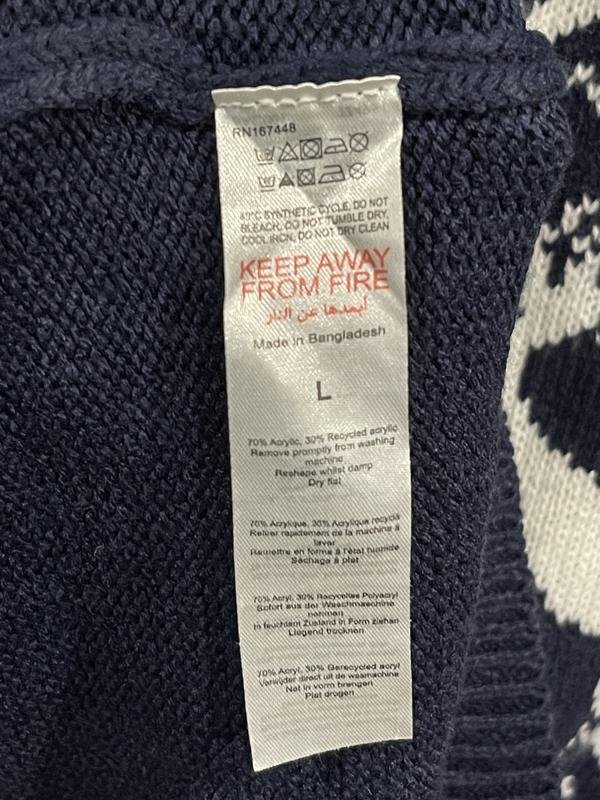 RN167448
40°C SYNTHETIC CYCLE, DO NOT
BLEACH, DO NOT TUMBLE DRY,
COOL IRON, DO NOT DRY CLEAN
KEEP AWAY
FROM FIRE
أبعدها عن النار
Made in Bangladesh
L
70% Acrylic, 30% Recycled acrylic
Remove promptly from washing
machine
Reshape whilst damp
Dry flat
70% Acrylique, 30% Acrylique recyclé
Retirer rapidement de la machine à
laver
Remettre en forme à l'état humide
Séchage à plat
70% Acryl, 30% Recyceltes Polyacryl
Sofort aus der Waschmaschine
nehmen
In feuchtem Zustand in Form ziehen
Liegend trocknen
70% Acryl, 30% Gerecycled acryl
Verwijder direct uit de wasmachine
Nat in vorm brengen
Plat drogen